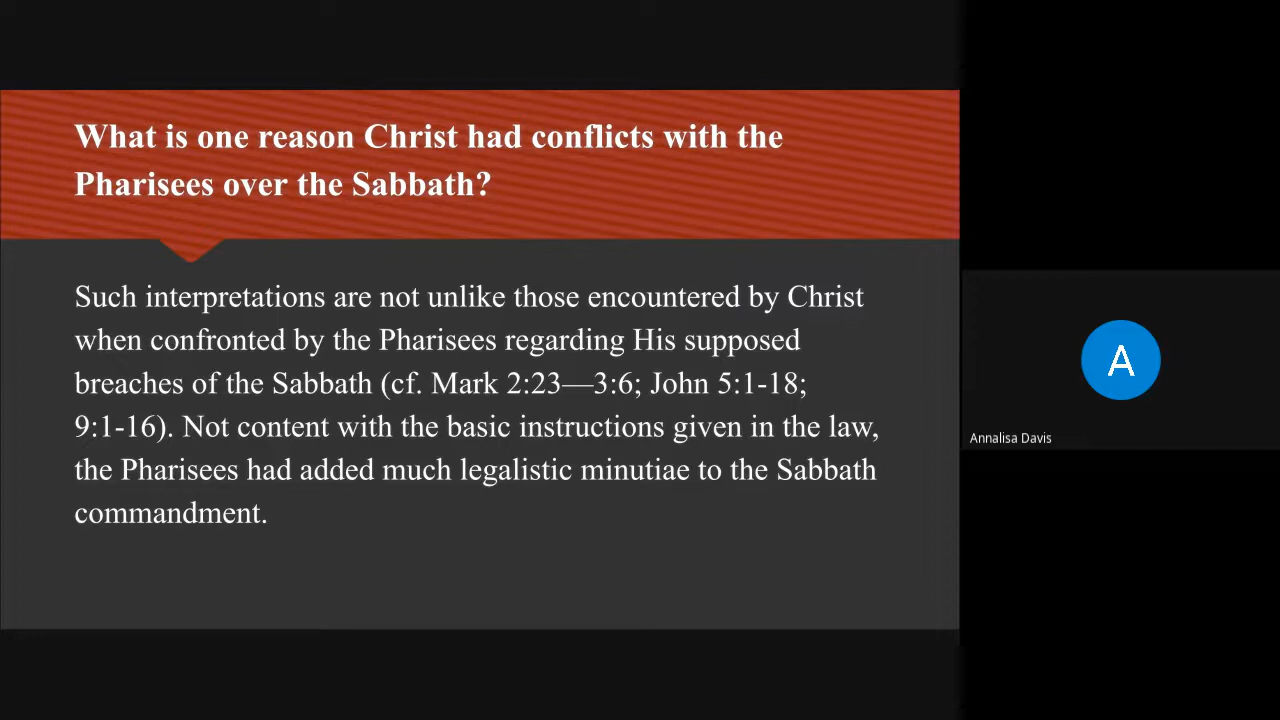 What is one reason Christ had conflicts with the
Pharisees over the Sabbath?
Such interpretations are not unlike those encountered by Christ
when confronted by the Pharisees regarding His supposed
breaches of the Sabbath (cf. Mark 2:23—3:6; John 5:1-18;
9:1-16). Not content with the basic instructions given in the law,
the Pharisees had added much legalistic minutiae to the Sabbath
commandment.
A
Annalisa Davis